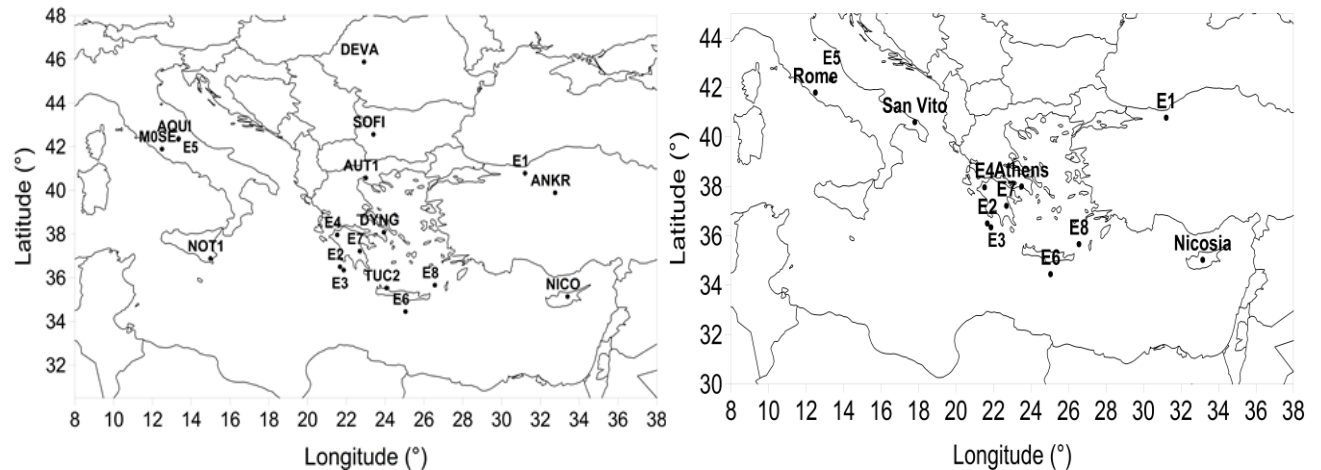 48
46
44
42
40
38
36
34
32
Latitude (°)
DEVA
SOFI
AQUI
M0SE
E5
AUT1
E1
ANKR
E4
DYNG
E7
NOT1
E2
E3
TUC2
E8
E6
NICO
8 10 12 14 16 18 20 22 24 26 28 30 32 34 36 38
Longitude (°)
44
42
40
38
36
34
32
30
Latitude (°)
E5
Rome
San Vito
E1
E4 Athens
E7
E2
E3
E8
E6
Nicosia
8 10 12 14 16 18 20 22 24 26 28 30 32 34 36 38
Longitude (°)